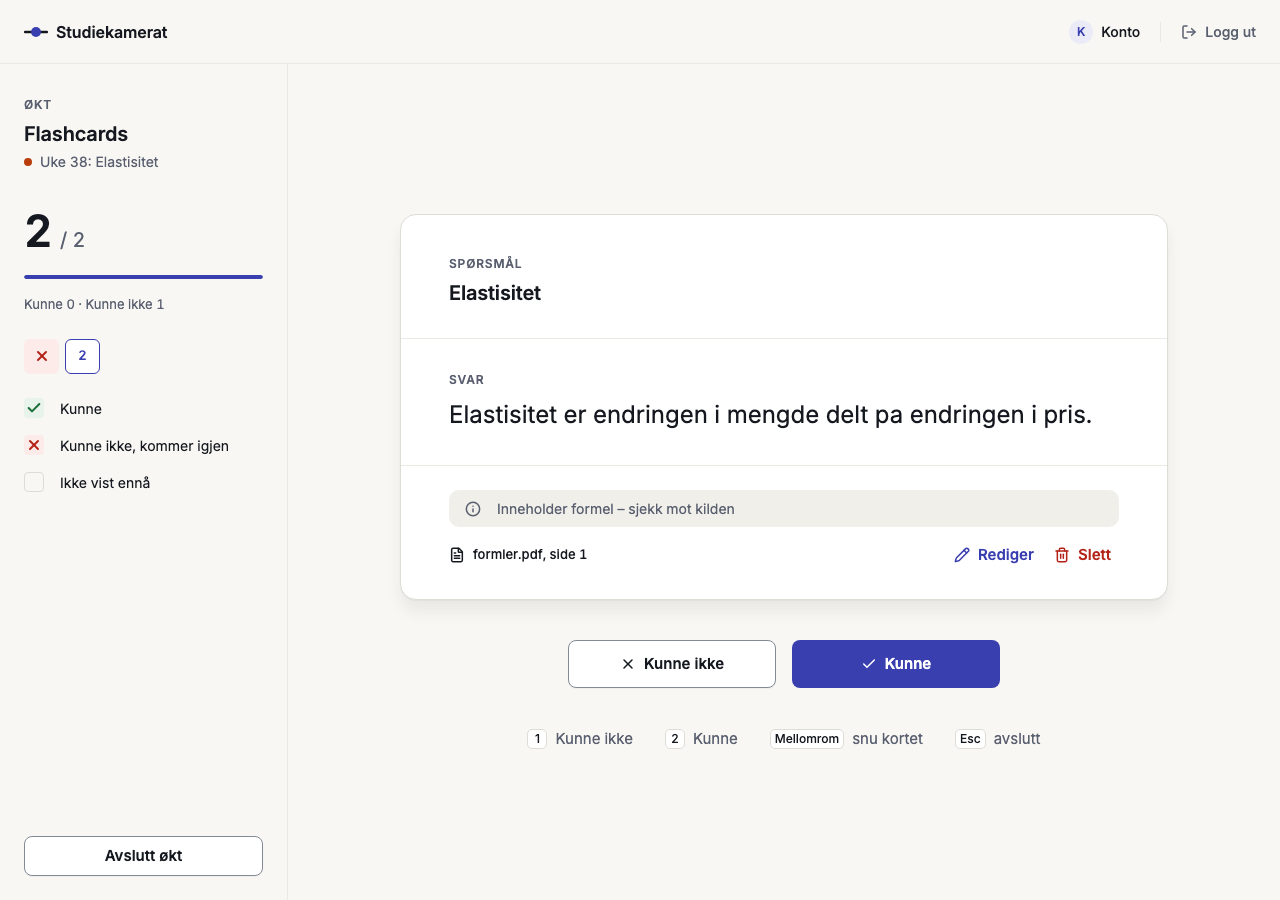 Studiekamerat
K Konto
Logg ut
ØKT
Flashcards
Uke 38: Elastisitet
2 / 2
Kunne 0 · Kunne ikke 1
2
Kunne
Kunne ikke, kommer igjen
Ikke vist ennå
Avslutt økt
SPØRSMÅL
Elastisitet
SVAR
Elastisitet er endringen i mengde delt pa endringen i pris.
Inneholder formel – sjekk mot kilden
formler.pdf, side 1
Rediger
Slett
Kunne ikke
Kunne
1 Kunne ikke
2 Kunne
Mellomrom snu kortet
Esc avslutt